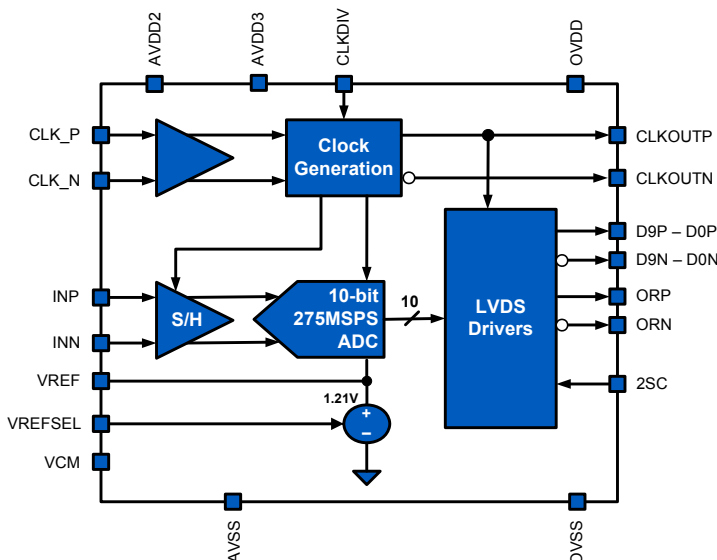 AVDD2
AVDD3
CLKDIV
OVDD
CLK_P
CLK_N
Clock
Generation
CLKOUTP
CLKOUTN
D9P – D0P
D9N – D0N
ORP
ORN
2SC
LVDS
Drivers
INP
INN
S/H
10-bit
275MSPS
ADC
10
VREF
1.21V
+
–
VREFSEL
VCM
AVSS
OVSS